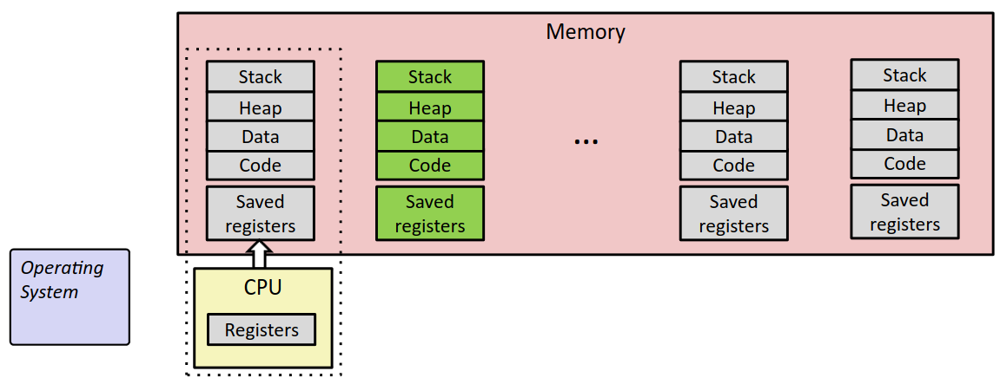 Memory
Stack
Heap
Data
Code
Saved
registers
Stack
Heap
Data
Code
Saved
registers
...
Stack
Heap
Data
Code
Saved
registers
Stack
Heap
Data
Code
Saved
registers
Operating
System
CPU
Registers